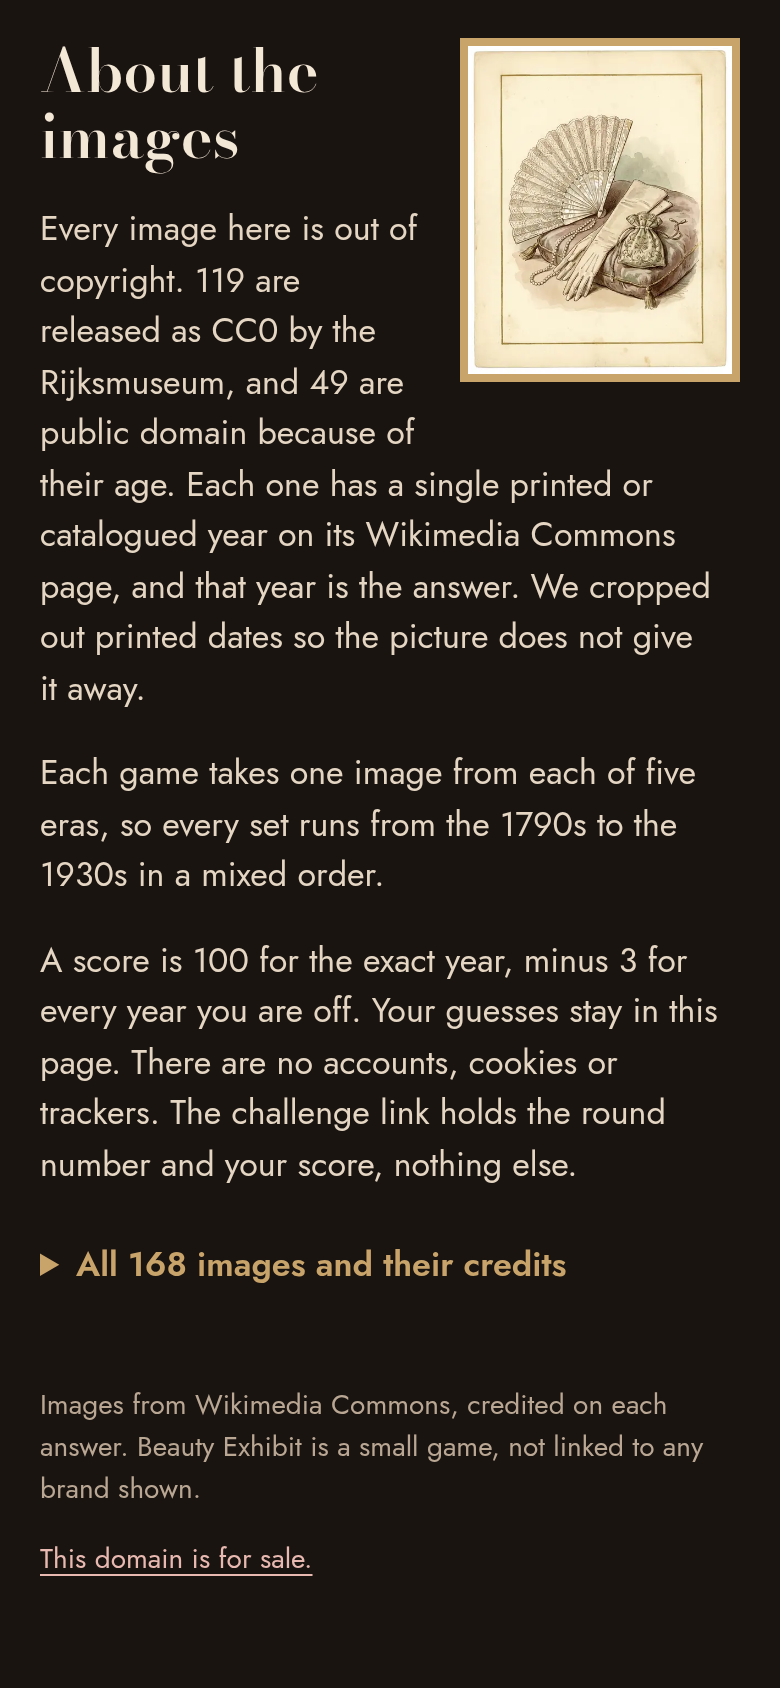 About the
images
Every image here is out of
copyright. 119 are
released as CC0 by the
Rijksmuseum, and 49 are
public domain because of
their age. Each one has a single printed or
catalogued year on its Wikimedia Commons
page, and that year is the answer. We cropped
out printed dates so the picture does not give
it away.
Each game takes one image from each of five
eras, so every set runs from the 1790s to the
1930s in a mixed order.
A score is 100 for the exact year, minus 3 for
every year you are off. Your guesses stay in this
page. There are no accounts, cookies or
trackers. The challenge link holds the round
number and your score, nothing else.
▶ All 168 images and their credits
Images from Wikimedia Commons, credited on each
answer. Beauty Exhibit is a small game, not linked to any
brand shown.
This domain is for sale.